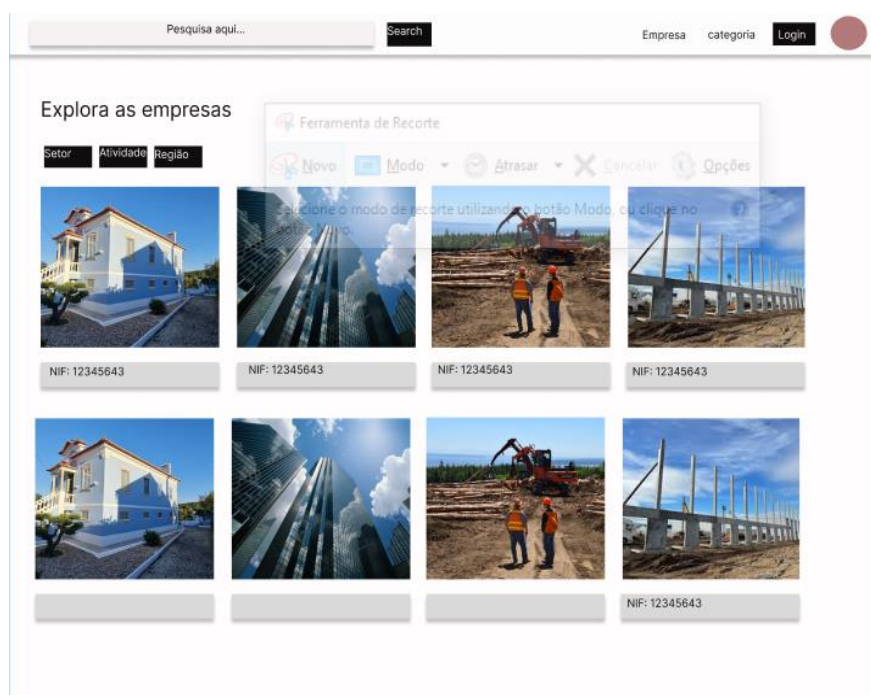 Pesquisa aqui...
Search
Empresa
categoria
Login
Explora as empresas
Ferramenta de Recorte
Setor
Atividade
Região
Novo
Modo
Atrasar
Cancelar
Opções
Selecione o modo de recorte utilizando o botão Modo, ou clique no
botão Novo.
NIF: 12345643
NIF: 12345643
NIF: 12345643
NIF: 12345643
NIF: 12345643